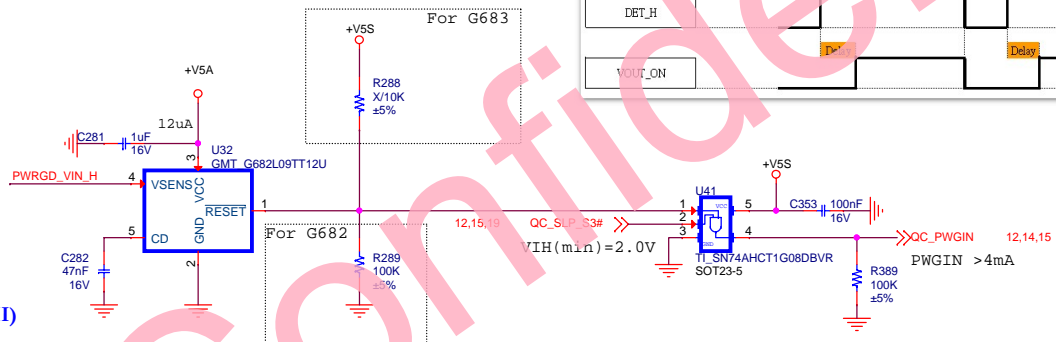 For G683
DET_H
+V5S
Delay
Delay
+V5A
VOUT_ON
R288
X/10K
±5%
12uA
C281
1uF
16V
3
U32
GMT_G682L09TT12U
PWRGD_VIN_H
4
VSENS
VCC
+V5S
U41
RESET
1
12,15,19
QC_SLP_S3#
1
2
3
VCC
5
C353
100nF
16V
5
CD
GND
For G682
VIH(min)=2.0V
GND
4
QC_PWGIN
12,14,15
C282
47nF
16V
2
R289
100K
±5%
TI_SN74AHCT1G08DBVR
SOT23-5
PWGIN >4mA
R389
100K
±5%
I)
confide